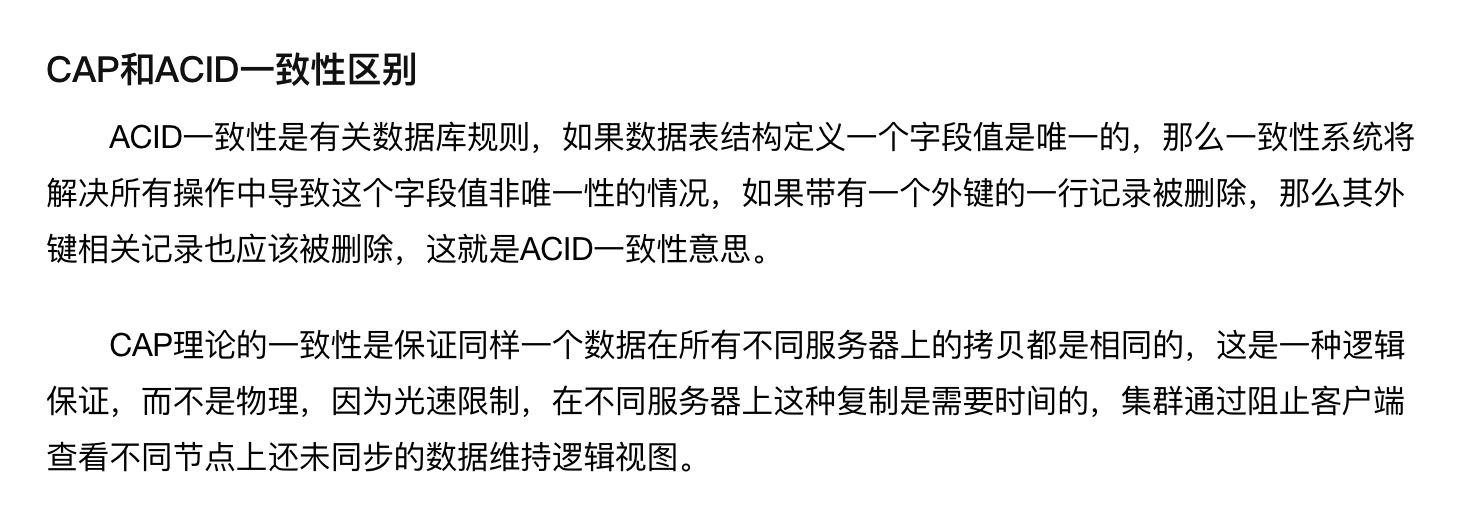 CAP和ACID一致性区别
ACID一致性是有关数据库规则，如果数据表结构定义一个字段值是唯一的，那么一致性系统将
解决所有操作中导致这个字段值非唯一性的情况，如果带有一个外键的一行记录被删除，那么其外
键相关记录也应该被删除，这就是ACID一致性意思。
CAP理论的一致性是保证同样一个数据在所有不同服务器上的拷贝都是相同的，这是一种逻辑
保证，而不是物理，因为光速限制，在不同服务器上这种复制是需要时间的，集群通过阻止客户端
查看不同节点上还未同步的数据维持逻辑视图。